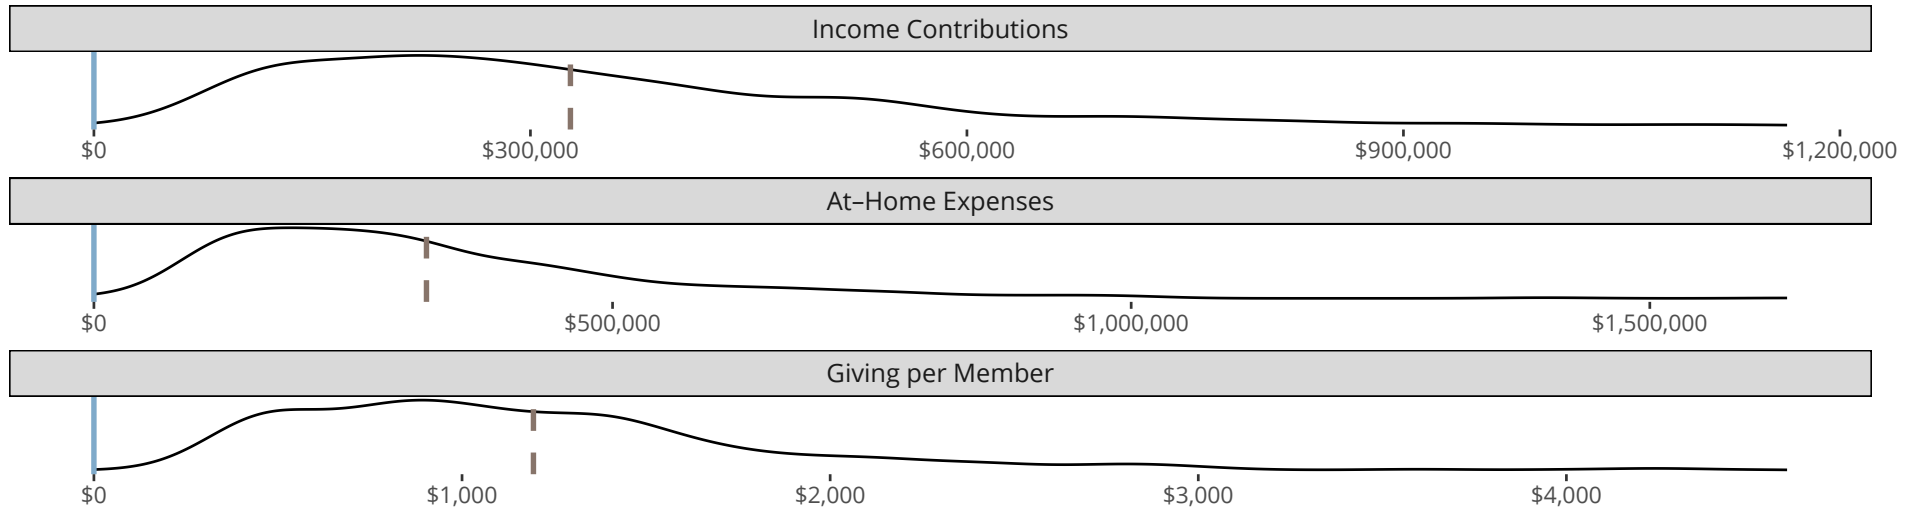 Income Contributions
$0 $300,000 $600,000 $900,000 $1,200,000
At–Home Expenses
$0 $500,000 $1,000,000 $1,500,000
Giving per Member
$0 $1,000 $2,000 $3,000 $4,000